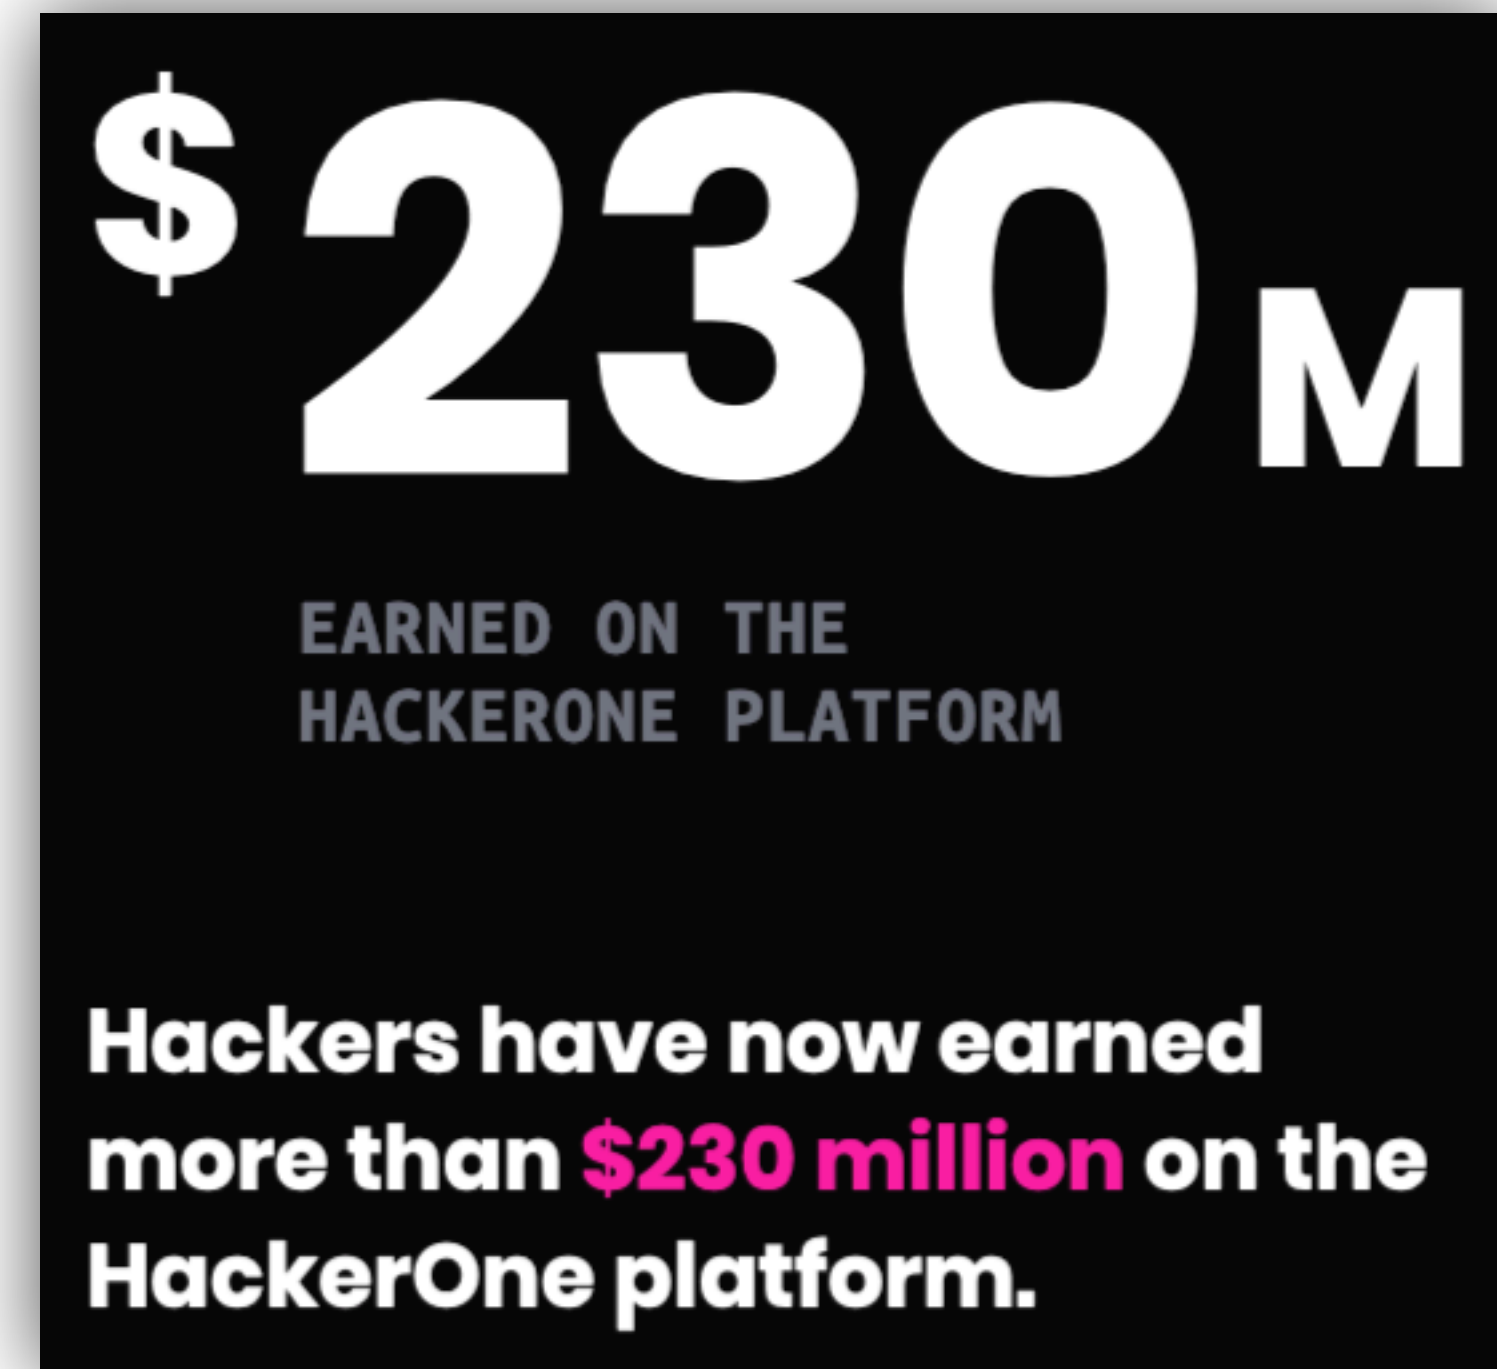 $230M
EARNED ON THE
HACKERONE PLATFORM
Hackers have now earned
more than $230 million on the
HackerOne platform.